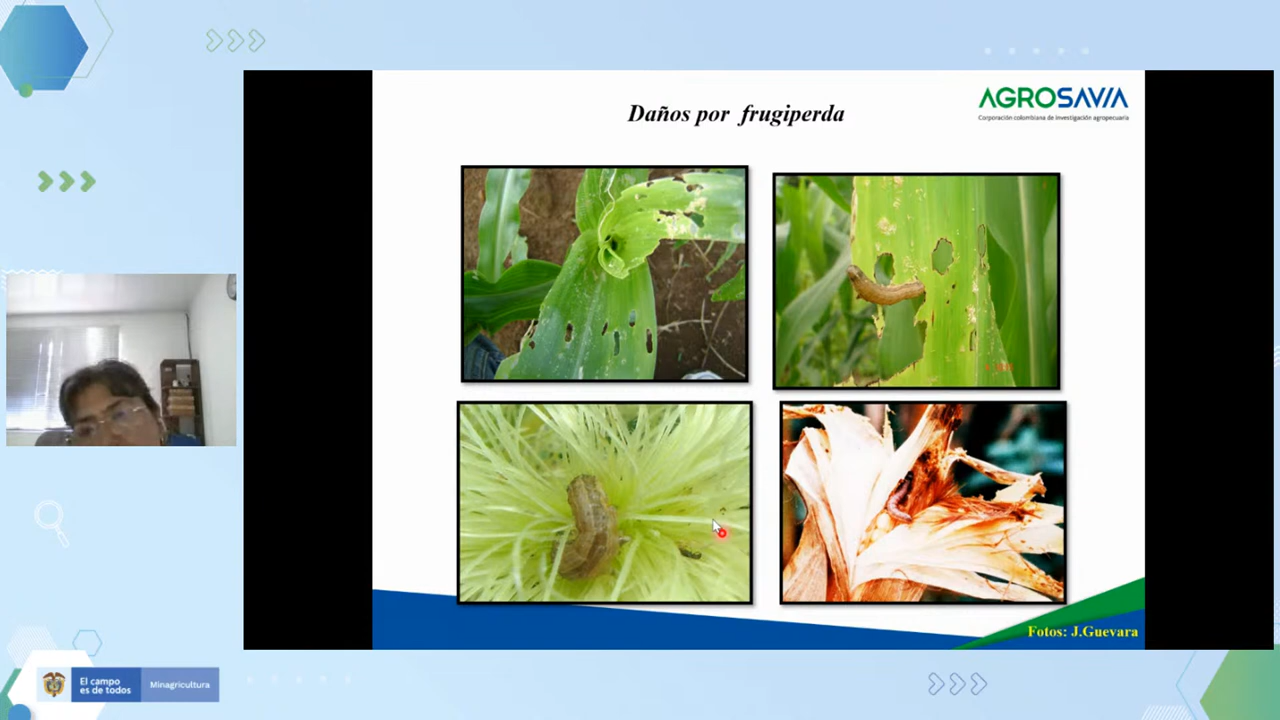 Daños por frugiperda
AGROSAVIA
Corporación colombiana de investigación agropecuaria
Fotos: J.Guevara
El campo
es de todos
Minagricultura